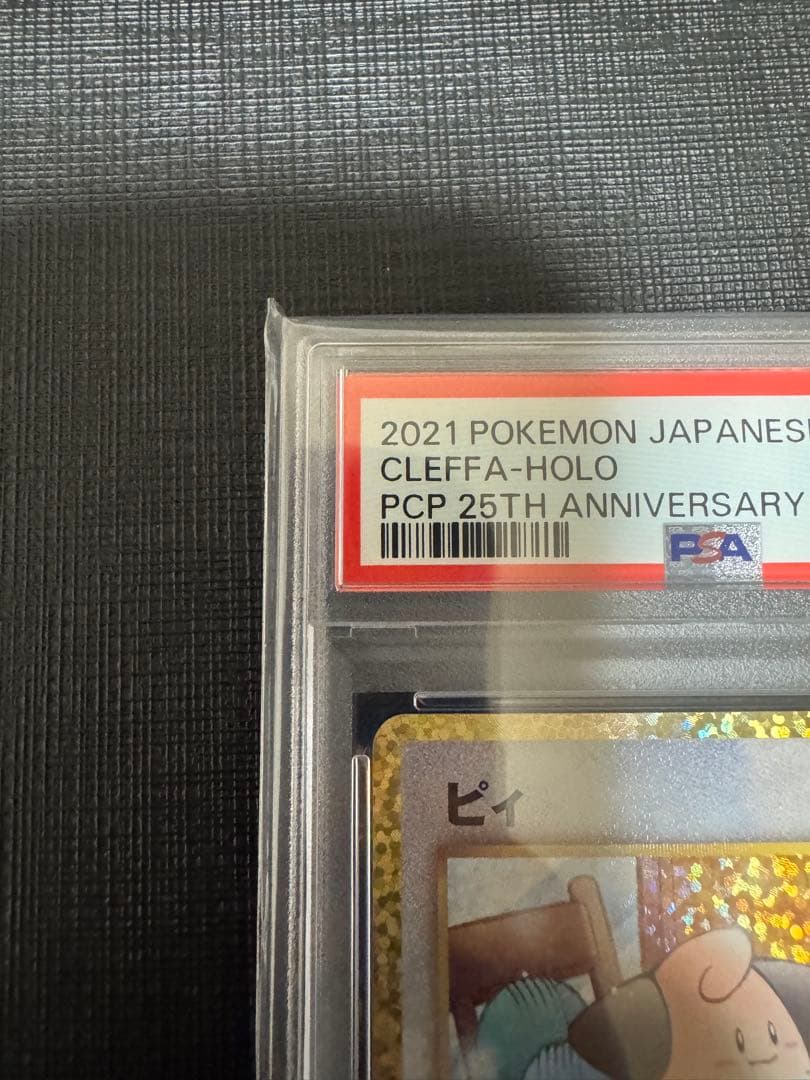 2021 POKEMON JAPANES
CLEFFA-HOLO
PCP 25TH ANNIVERSARY
PSA
ピィ